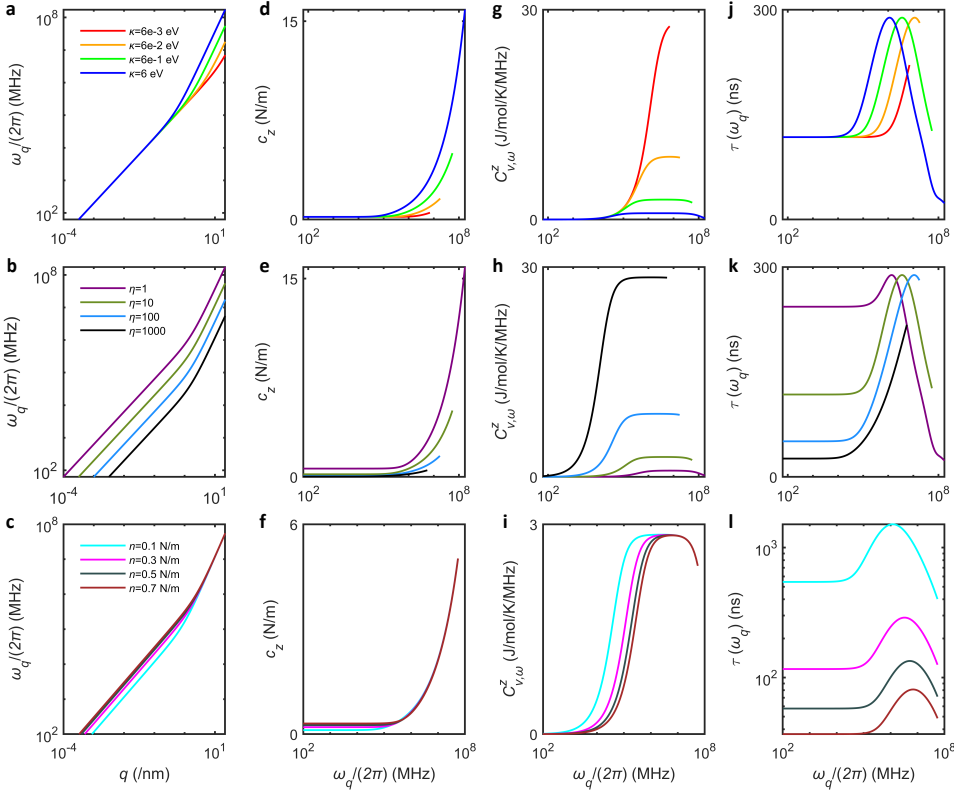 a
ω_q/(2π) (MHz)
10^8
10^2
10^-4
10^1
κ=6e-3 eV
κ=6e-2 eV
κ=6e-1 eV
κ=6 eV
d
c_z (N/m)
15
0
10^2
10^8
g
C^z_{v,ω} (J/mol/K/MHz)
30
0
10^2
10^8
j
τ (ω_q) (ns)
300
150
0
10^2
10^8
b
ω_q/(2π) (MHz)
10^8
10^2
10^-4
10^1
η=1
η=10
η=100
η=1000
e
c_z (N/m)
15
0
10^2
10^8
h
C^z_{v,ω} (J/mol/K/MHz)
30
0
10^2
10^8
k
τ (ω_q) (ns)
300
150
0
10^2
10^8
c
ω_q/(2π) (MHz)
10^8
10^2
10^-4
10^1
q (/nm)
n=0.1 N/m
n=0.3 N/m
n=0.5 N/m
n=0.7 N/m
f
c_z (N/m)
6
0
10^2
10^8
ω_q/(2π) (MHz)
i
C^z_{v,ω} (J/mol/K/MHz)
3
0
10^2
10^8
ω_q/(2π) (MHz)
l
τ (ω_q) (ns)
10^3
10^2
10^2
10^8
ω_q/(2π) (MHz)